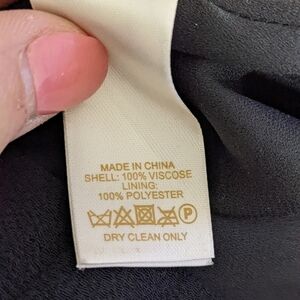 MADE IN CHINA
SHELL: 100% VISCOSE
LINING:
100% POLYESTER
P
DRY CLEAN ONLY